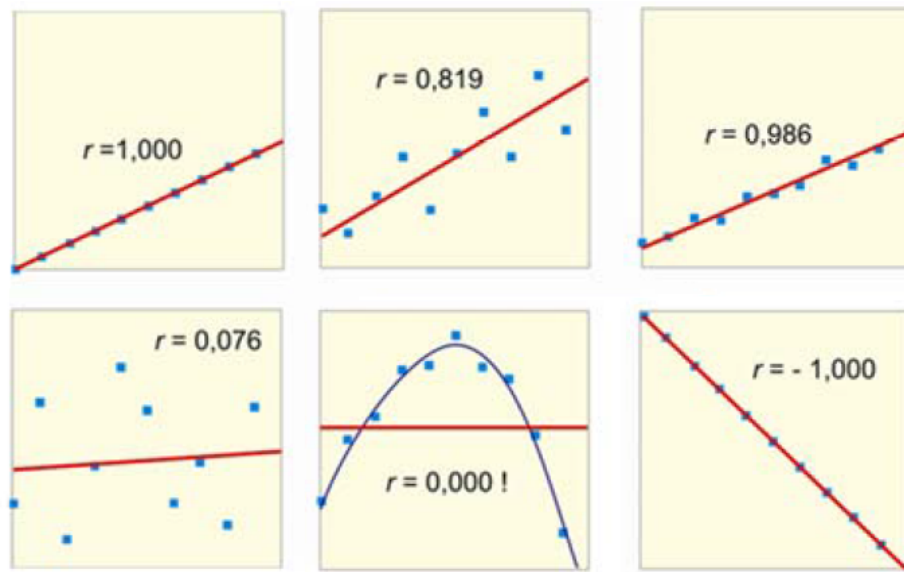 r =1,000
r = 0,819
r = 0,986
r = 0,076
r = 0,000 !
r = - 1,000